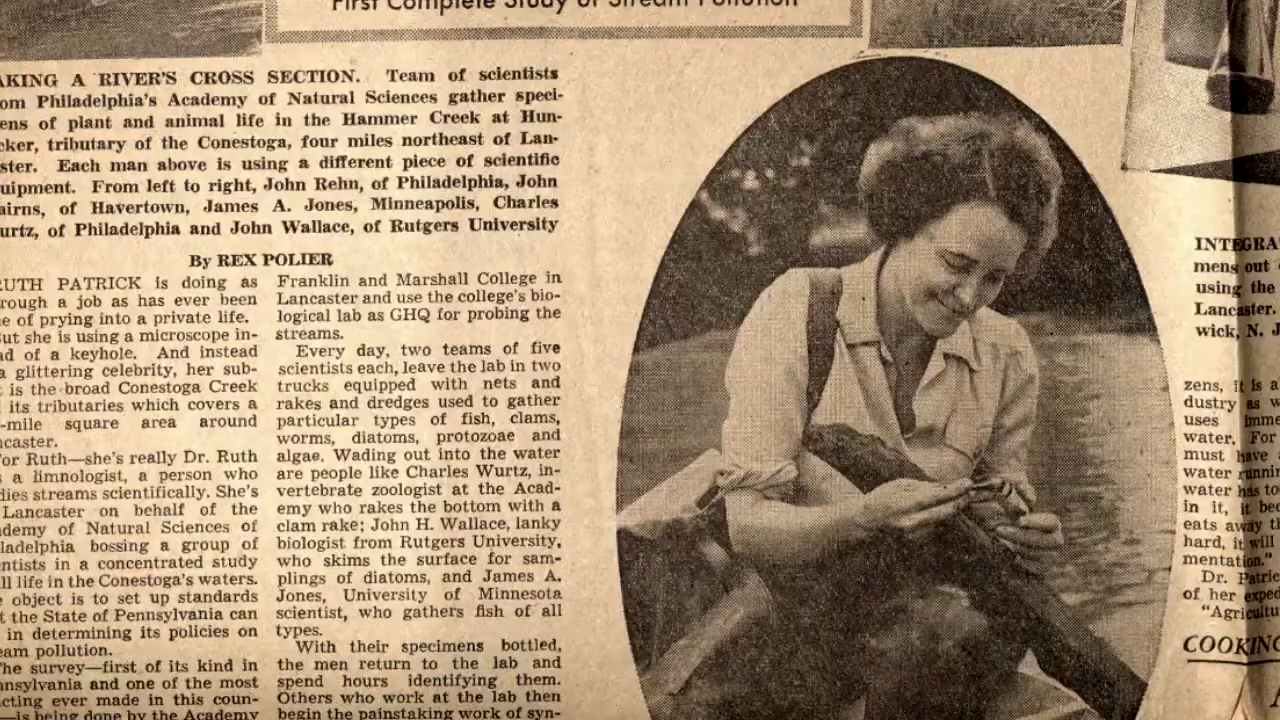 First Complete Study of Stream Pollution
AKING A RIVER'S CROSS SECTION. Team of scientists
om Philadelphia's Academy of Natural Sciences gather speci-
ens of plant and animal life in the Hammer Creek at Hun-
cker, tributary of the Conestoga, four miles northeast of Lan-
ster. Each man above is using a different piece of scientific
uipment. From left to right, John Rehn, of Philadelphia, John
airns, of Havertown, James A. Jones, Minneapolis, Charles
urtz, of Philadelphia and John Wallace, of Rutgers University
By REX POLIER
RUTH PATRICK is doing as
rough a job as has ever been
e of prying into a private life.
But she is using a microscope in-
ad of a keyhole. And instead
a glittering celebrity, her sub-
t is the broad Conestoga Creek
its tributaries which covers a
-mile square area around
ncaster.
For Ruth—she's really Dr. Ruth
s a limnologist, a person who
dies streams scientifically. She's
Lancaster on behalf of the
ademy of Natural Sciences of
iladelphia bossing a group of
entists in a concentrated study
ll life in the Conestoga's waters.
e object is to set up standards
t the State of Pennsylvania can
in determining its policies on
eam pollution.
The survey—first of its kind in
nnsylvania and one of the most
cting ever made in this coun-
—is being done by the Academy
Franklin and Marshall College in
Lancaster and use the college's bio-
logical lab as GHQ for probing the
streams.
Every day, two teams of five
scientists each, leave the lab in two
trucks equipped with nets and
rakes and dredges used to gather
particular types of fish, clams,
worms, diatoms, protozoae and
algae. Wading out into the water
are people like Charles Wurtz, in-
vertebrate zoologist at the Acad-
emy who rakes the bottom with a
clam rake; John H. Wallace, lanky
biologist from Rutgers University,
who skims the surface for sam-
plings of diatoms, and James A.
Jones, University of Minnesota
scientist, who gathers fish of all
types.
With their specimens bottled,
the men return to the lab and
spend hours identifying them.
Others who work at the lab then
begin the painstaking work of syn-
INTEGRA
mens out
using the
Lancaster.
wick, N. J
zens, it is a
dustry as w
uses imme
water. For
must have a
water runnin
water has to
in it, it bec
eats away th
hard, it will
mentation."
Dr. Patric
of her exped
"Agricultu
COOKING